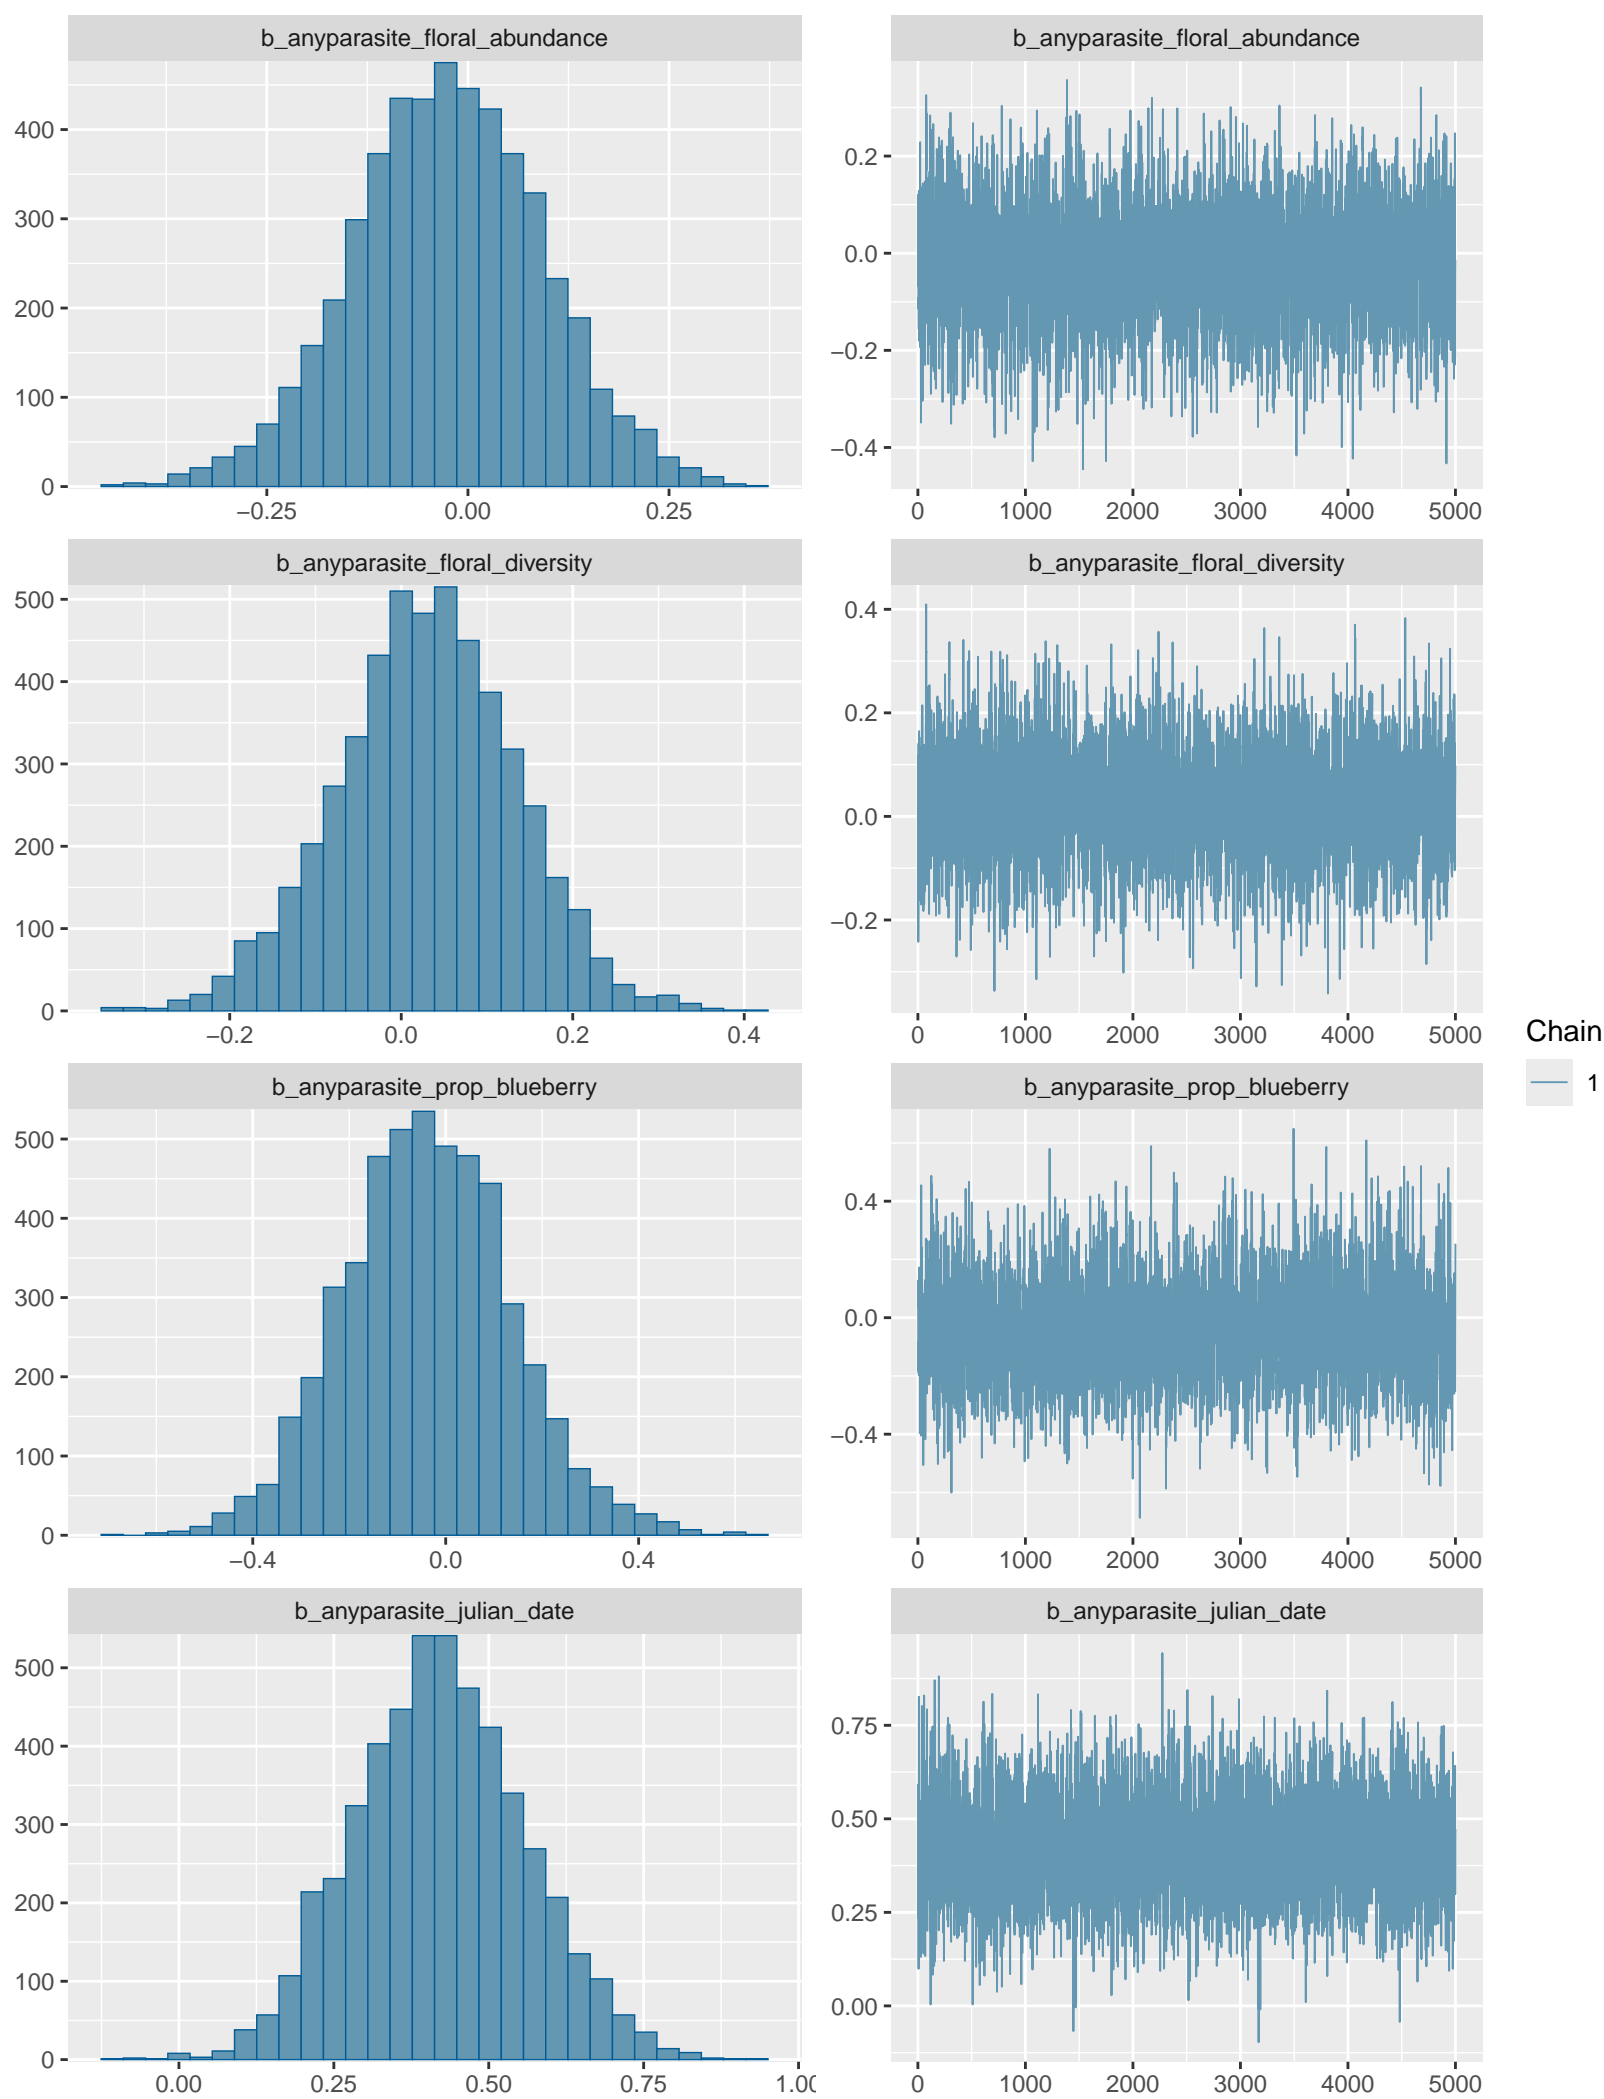 b_anyparasite_floral_abundance
b_anyparasite_floral_abundance
400
300
200
100
0
−0.25 0.00 0.25
0.2
0.0
−0.2
−0.4
0 1000 2000 3000 4000 5000
b_anyparasite_floral_diversity
b_anyparasite_floral_diversity
500
400
300
200
100
0
−0.2 0.0 0.2 0.4
0.4
0.2
0.0
−0.2
0 1000 2000 3000 4000 5000
Chain
1
b_anyparasite_prop_blueberry
b_anyparasite_prop_blueberry
500
400
300
200
100
0
−0.4 0.0 0.4
0.4
0.0
−0.4
0 1000 2000 3000 4000 5000
b_anyparasite_julian_date
b_anyparasite_julian_date
500
400
300
200
100
0
0.00 0.25 0.50 0.75
0.75
0.50
0.25
0.00
0 1000 2000 3000 4000 5000